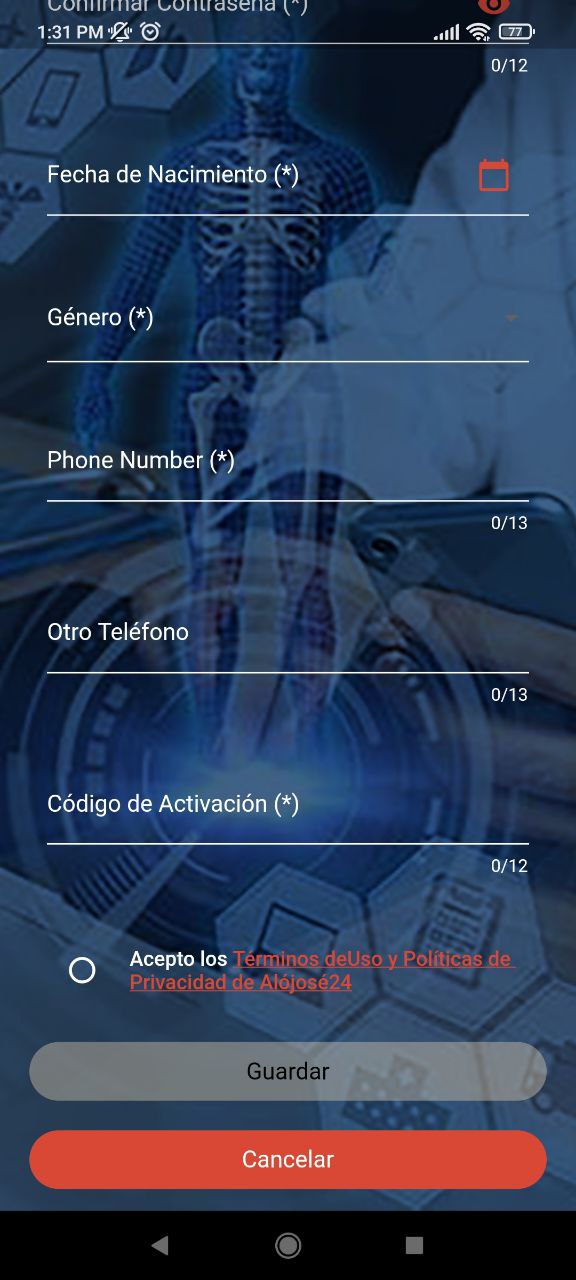 Confirmar Contraseña (*)
1:31 PM
77
0/12
Fecha de Nacimiento (*)
Género (*)
Phone Number (*)
0/13
Otro Teléfono
0/13
Código de Activación (*)
0/12
Acepto los Términos deUso y Políticas de
Privacidad de Alójosé24
Guardar
Cancelar